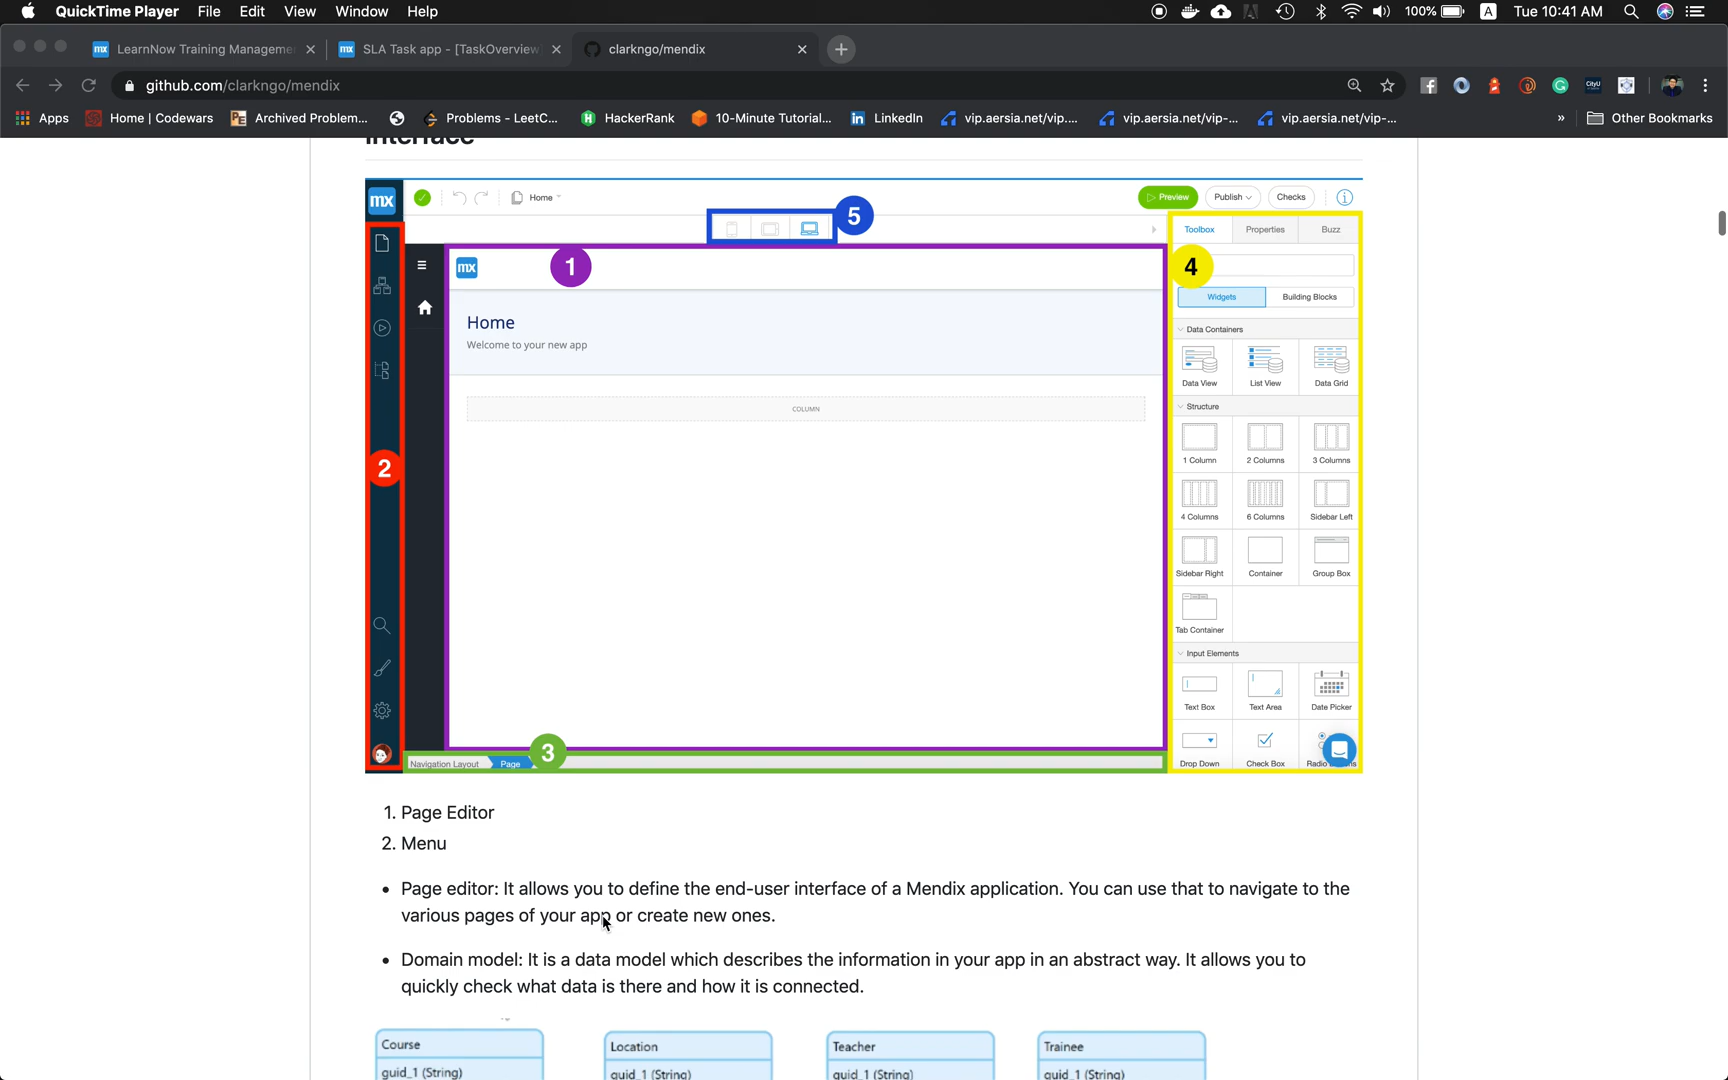 QuickTime Player File Edit View Window Help 100% A Tue 10:41 AM
LearnNow Training Manageme SLA Task app - [TaskOverview clarkngo/mendix
github.com/clarkngo/mendix
Apps Home | Codewars Archived Problem... Problems - LeetC... HackerRank 10-Minute Tutorial... LinkedIn vip.aersia.net/vip.... vip.aersia.net/vip-... vip.aersia.net/vip-... » Other Bookmarks
Interface
mx Home Preview Publish Checks
5
Toolbox Properties Buzz
mx 1 4
Widgets Building Blocks
Home
Welcome to your new app
Data Containers
Data View List View Data Grid
COLUMN
Structure
1 Column 2 Columns 3 Columns
2
4 Columns 6 Columns Sidebar Left
Sidebar Right Container Group Box
Tab Container
Input Elements
Text Box Text Area Date Picker
3
Navigation Layout Page
Drop Down Check Box
1. Page Editor
2. Menu
• Page editor: It allows you to define the end-user interface of a Mendix application. You can use that to navigate to the
various pages of your app or create new ones.
• Domain model: It is a data model which describes the information in your app in an abstract way. It allows you to
quickly check what data is there and how it is connected.
Course Location Teacher Trainee
guid_1 (String) guid_1 (String) guid_1 (String) guid_1 (String)